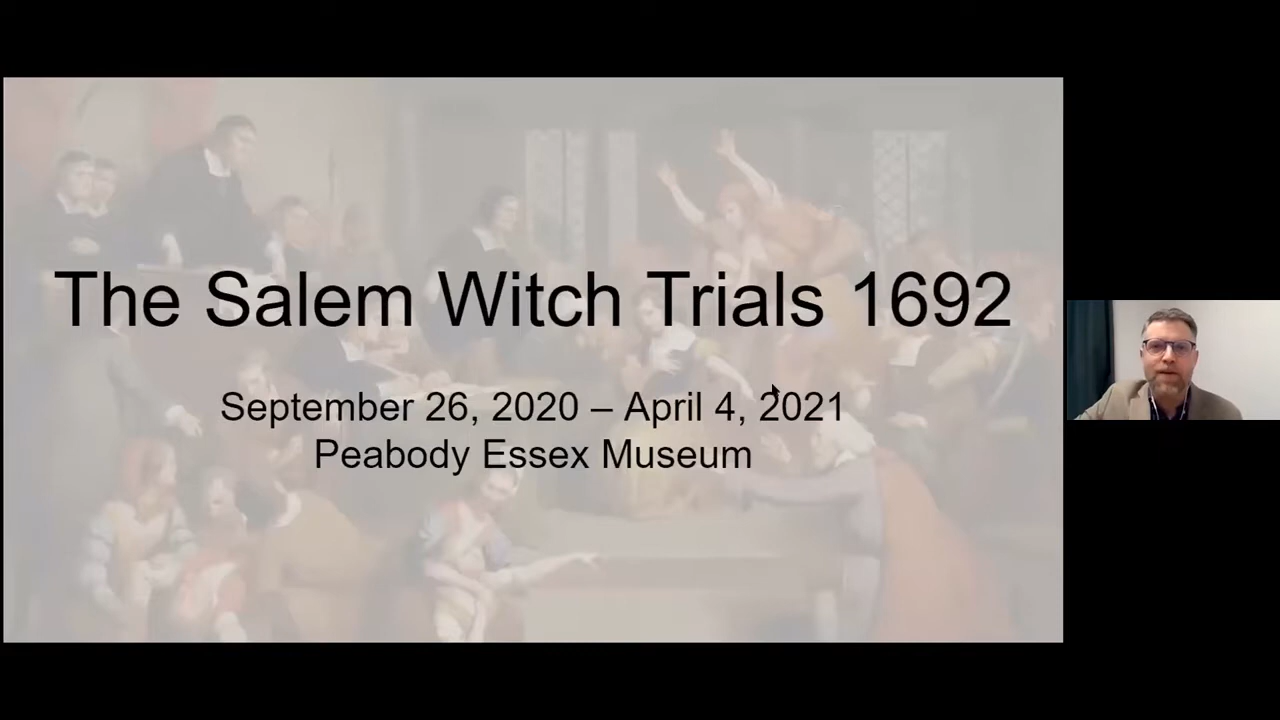 The Salem Witch Trials 1692
September 26, 2020 – April 4, 2021
Peabody Essex Museum